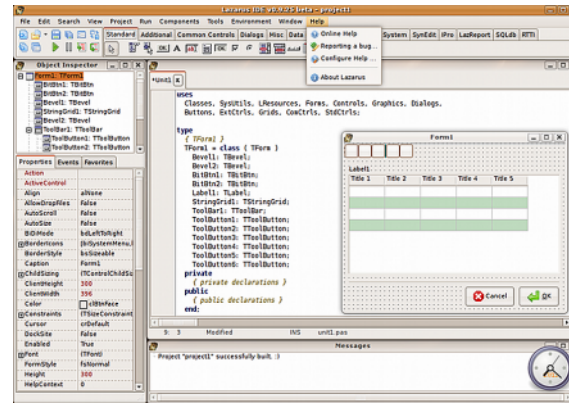 Lazarus IDE v0.9.25 beta - project1
File Edit Search View Project Run Components Tools Environment Window Help
Standard Additional Common Controls Dialogs Misc Data System SynEdit IPro LazReport SQLdb RTTI
Online Help
Reporting a bug...
Configure Help ...
About Lazarus
Object Inspector
Form1: TForm1
BitBtn1: TBitBtn
BitBtn2: TBitBtn
Bevel1: TBevel
StringGrid1: TStringGrid
Bevel2: TBevel
ToolBar1: TToolBar
ToolButton1: TToolButton
ToolButton2: TToolButton
Properties Events Favorites
Action
ActiveControl
Align alNone
AllowDropFiles False
AutoScroll False
AutoSize False
BiDiMode bdLeftToRight
BorderIcons [biSystemMenu,
BorderStyle bsSizeable
Caption Form1
ChildSizing (TControlChildSi
ClientHeight 300
ClientWidth 396
Color clBtnFace
Constraints (TSizeConstraint
Cursor crDefault
DockSite False
Enabled True
Font (TFont)
FormStyle fsNormal
Height 300
HelpContext 0
*Unit1
uses
Classes, SysUtils, LResources, Forms, Controls, Graphics, Dialogs,
Buttons, ExtCtrls, Grids, ComCtrls, StdCtrls;
type
{ TForm1 }
TForm1 = class ( TForm )
Bevel1: TBevel;
Bevel2: TBevel;
BitBtn1: TBitBtn;
BitBtn2: TBitBtn;
Label1: TLabel;
StringGrid1: TStringGrid;
ToolBar1: TToolBar;
ToolButton1: TToolButton;
ToolButton2: TToolButton;
ToolButton3: TToolButton;
ToolButton4: TToolButton;
ToolButton5: TToolButton;
ToolButton6: TToolButton;
private
{ private declarations }
public
{ public declarations }
end;
9: 3 Modified INS unit1.pas
Form1
Label1
Title 1 Title 2 Title 3 Title 4 Title 5
Cancel OK
Messages
Project "project1" successfully built. :)